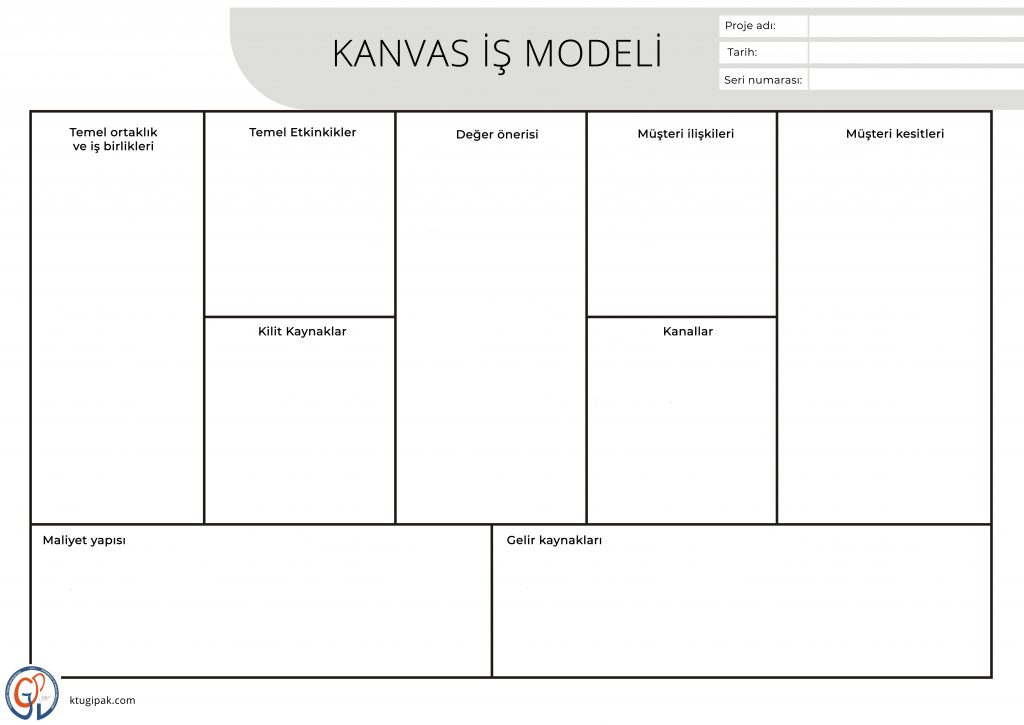 KANVAS İŞ MODELİ
Proje adı:
Tarih:
Seri numarası:
Temel ortaklık
ve iş birlikleri
Temel Etkinkikler
Değer önerisi
Müşteri ilişkileri
Müşteri kesitleri
Kilit Kaynaklar
Kanallar
Maliyet yapısı
Gelir kaynakları
ktugipak.com